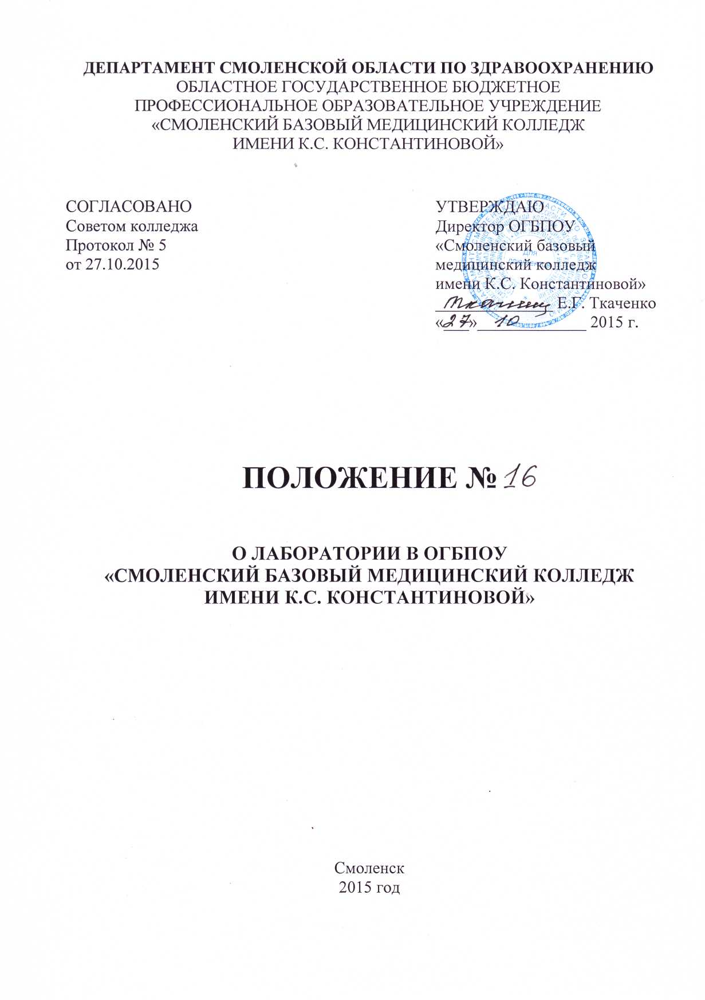 ДЕПАРТАМЕНТ СМОЛЕНСКОЙ ОБЛАСТИ ПО ЗДРАВООХРАНЕНИЮ
ОБЛАСТНОЕ ГОСУДАРСТВЕННОЕ БЮДЖЕТНОЕ
ПРОФЕССИОНАЛЬНОЕ ОБРАЗОВАТЕЛЬНОЕ УЧРЕЖДЕНИЕ
«СМОЛЕНСКИЙ БАЗОВЫЙ МЕДИЦИНСКИЙ КОЛЛЕДЖ
ИМЕНИ К.С. КОНСТАНТИНОВОЙ»
СОГЛАСОВАНО
Советом колледжа
Протокол № 5
от 27.10.2015
УТВЕРЖДАЮ
Директор ОГБПОУ
«Смоленский базовый
медицинский колледж
имени К.С. Константиновой»
Е.Г. Ткаченко
«27» 10 2015 г.
ПОЛОЖЕНИЕ № 16
О ЛАБОРАТОРИИ В ОГБПОУ
«СМОЛЕНСКИЙ БАЗОВЫЙ МЕДИЦИНСКИЙ КОЛЛЕДЖ
ИМЕНИ К.С. КОНСТАНТИНОВОЙ»
Смоленск
2015 год